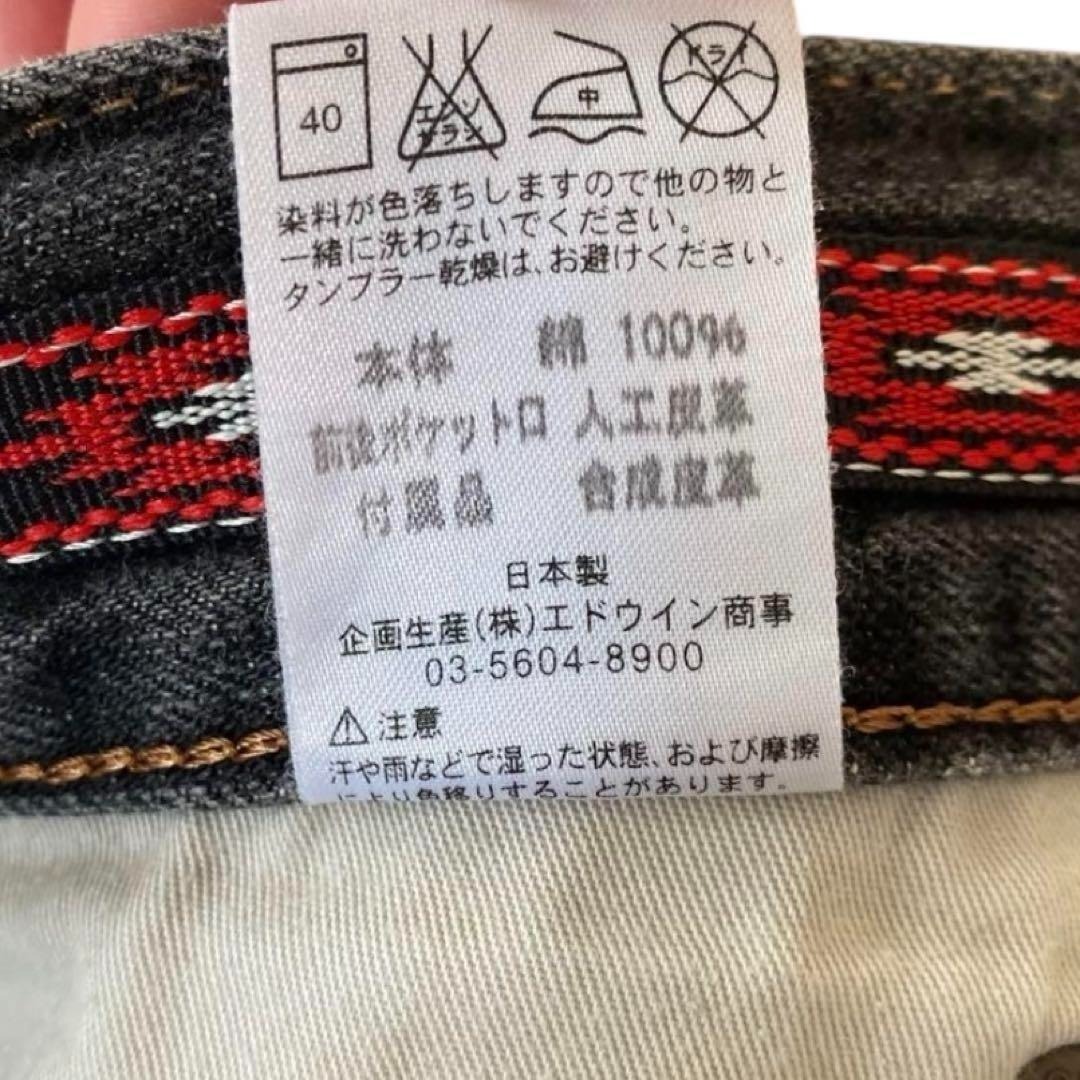 40
エンソ
サラシ
中
ドライ
染料が色落ちしますので他の物と
一緒に洗わないでください。
タンブラー乾燥は、お避けください。
本体 綿 100%
前後ポケット口 人工皮革
付属品 合成皮革
日本製
企画生産(株)エドウイン商事
03-5604-8900
注意
汗や雨などで湿った状態、および摩擦
により色移りすることがあります。